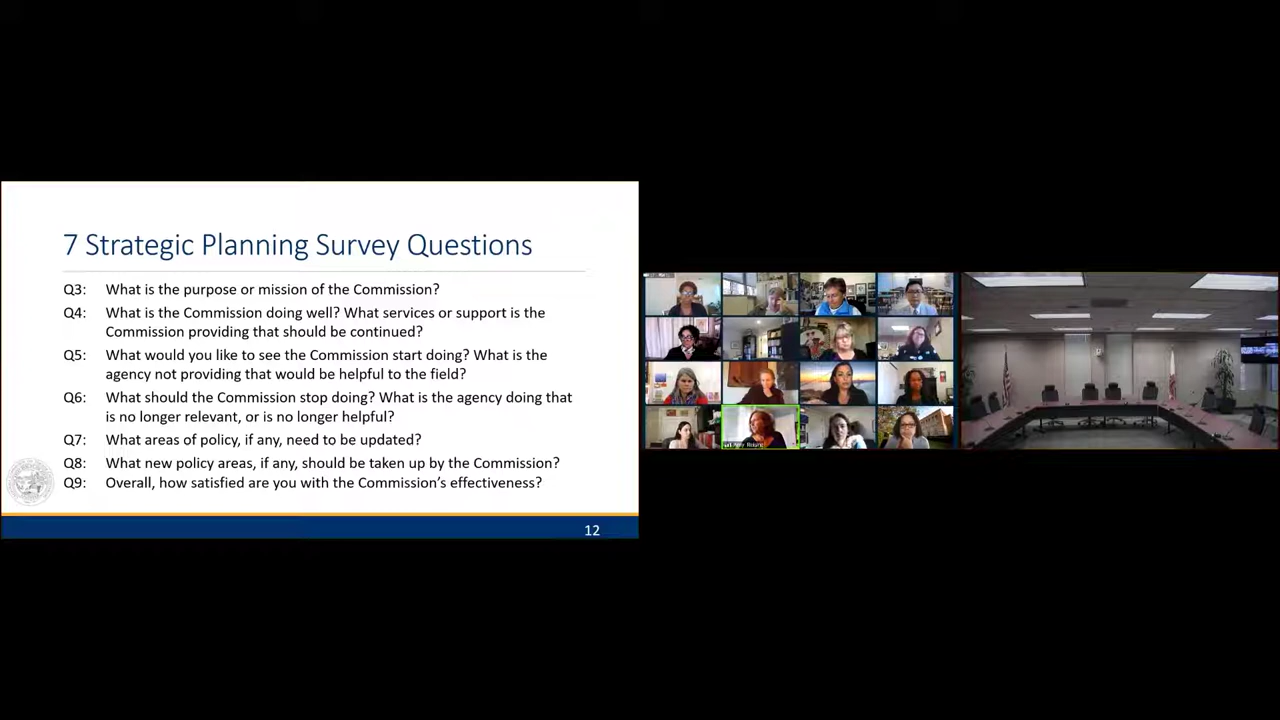 7 Strategic Planning Survey Questions
Q3: What is the purpose or mission of the Commission?
Q4: What is the Commission doing well? What services or support is the
Commission providing that should be continued?
Q5: What would you like to see the Commission start doing? What is the
agency not providing that would be helpful to the field?
Q6: What should the Commission stop doing? What is the agency doing that
is no longer relevant, or is no longer helpful?
Q7: What areas of policy, if any, need to be updated?
Q8: What new policy areas, if any, should be taken up by the Commission?
Q9: Overall, how satisfied are you with the Commission's effectiveness?
12